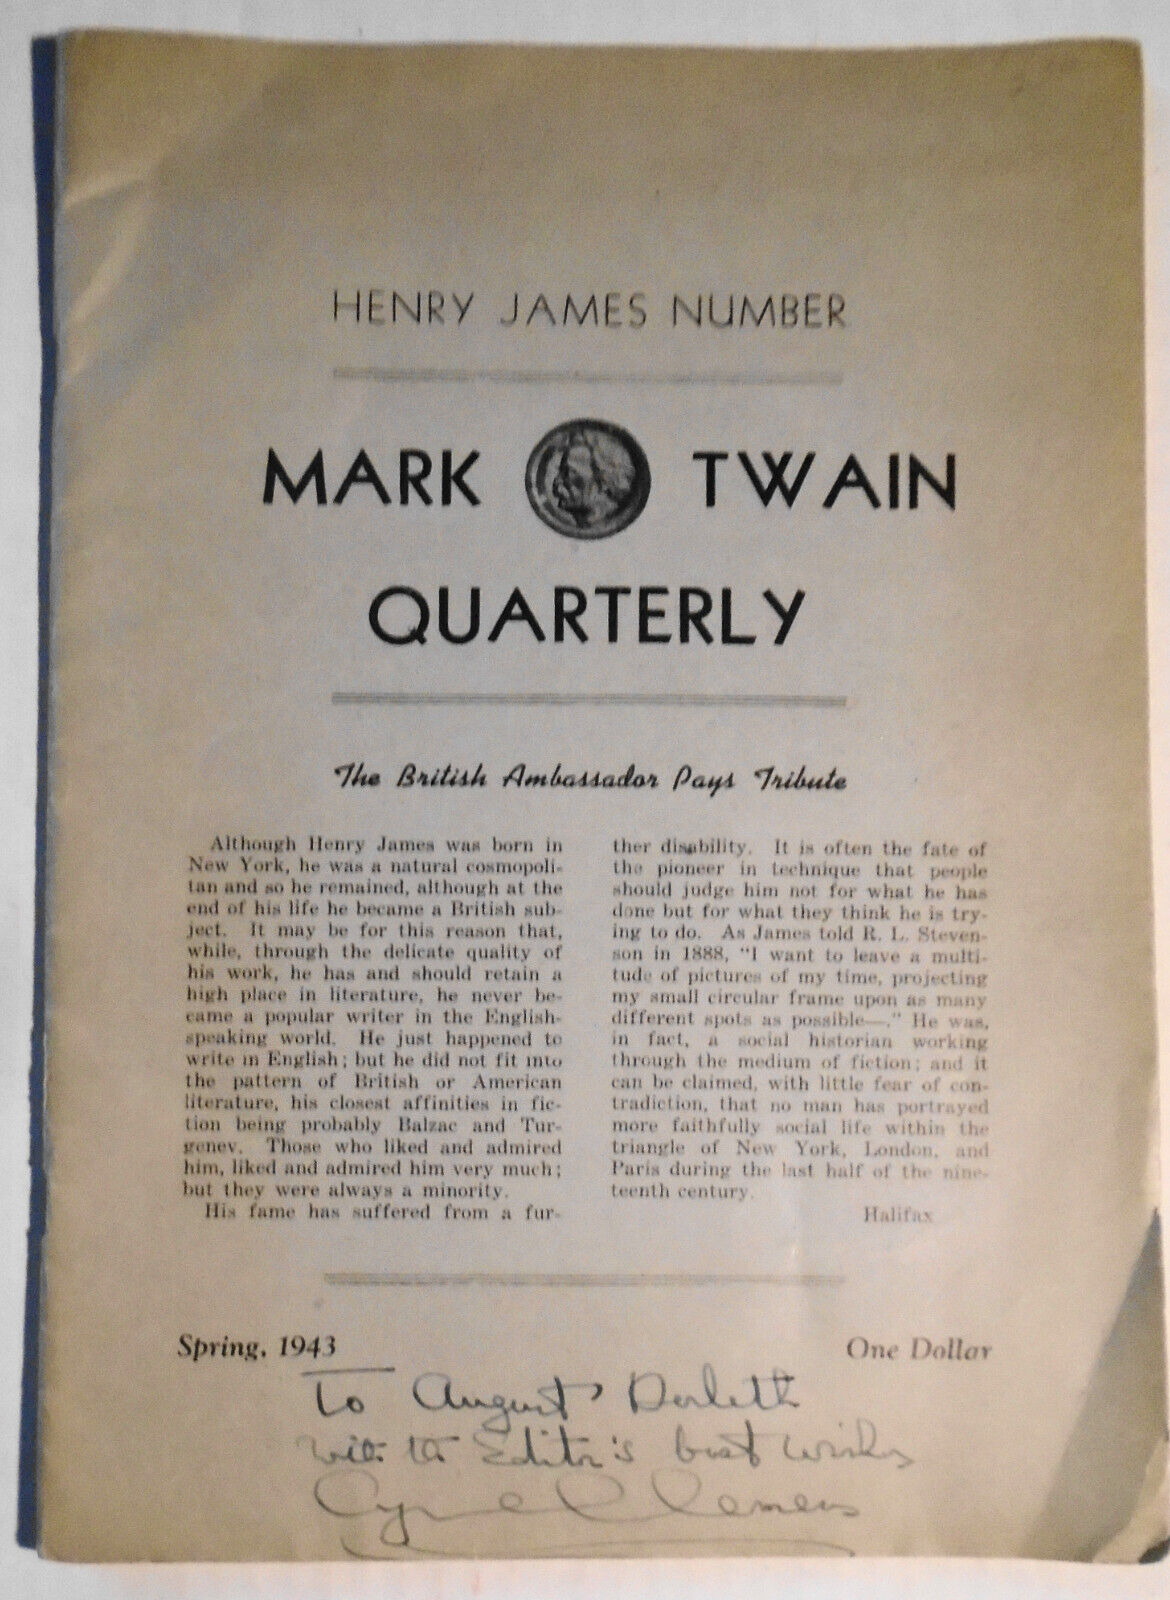 HENRY JAMES NUMBER
MARK TWAIN
QUARTERLY
The British Ambassador Pays Tribute
Although Henry James was born in
New York, he was a natural cosmopoli-
tan and so he remained, although at the
end of his life he became a British sub-
ject. It may be for this reason that,
while, through the delicate quality of
his work, he has and should retain a
high place in literature, he never be-
came a popular writer in the English-
speaking world. He just happened to
write in English; but he did not fit into
the pattern of British or American
literature, his closest affinities in fic-
tion being probably Balzac and Tur-
genev. Those who liked and admired
him, liked and admired him very much;
but they were always a minority.
His fame has suffered from a fur-
ther disability. It is often the fate of
the pioneer in technique that people
should judge him not for what he has
done but for what they think he is try-
ing to do. As James told R. L. Steven-
son in 1888, "I want to leave a multi-
tude of pictures of my time, projecting
my small circular frame upon as many
different spots as possible—." He was,
in fact, a social historian working
through the medium of fiction; and it
can be claimed, with little fear of con-
tradiction, that no man has portrayed
more faithfully social life within the
triangle of New York, London, and
Paris during the last half of the nine-
teenth century.
Halifax
Spring, 1943
One Dollar
To August Derleth
with the Editor's best wishes
Cyril Clemens